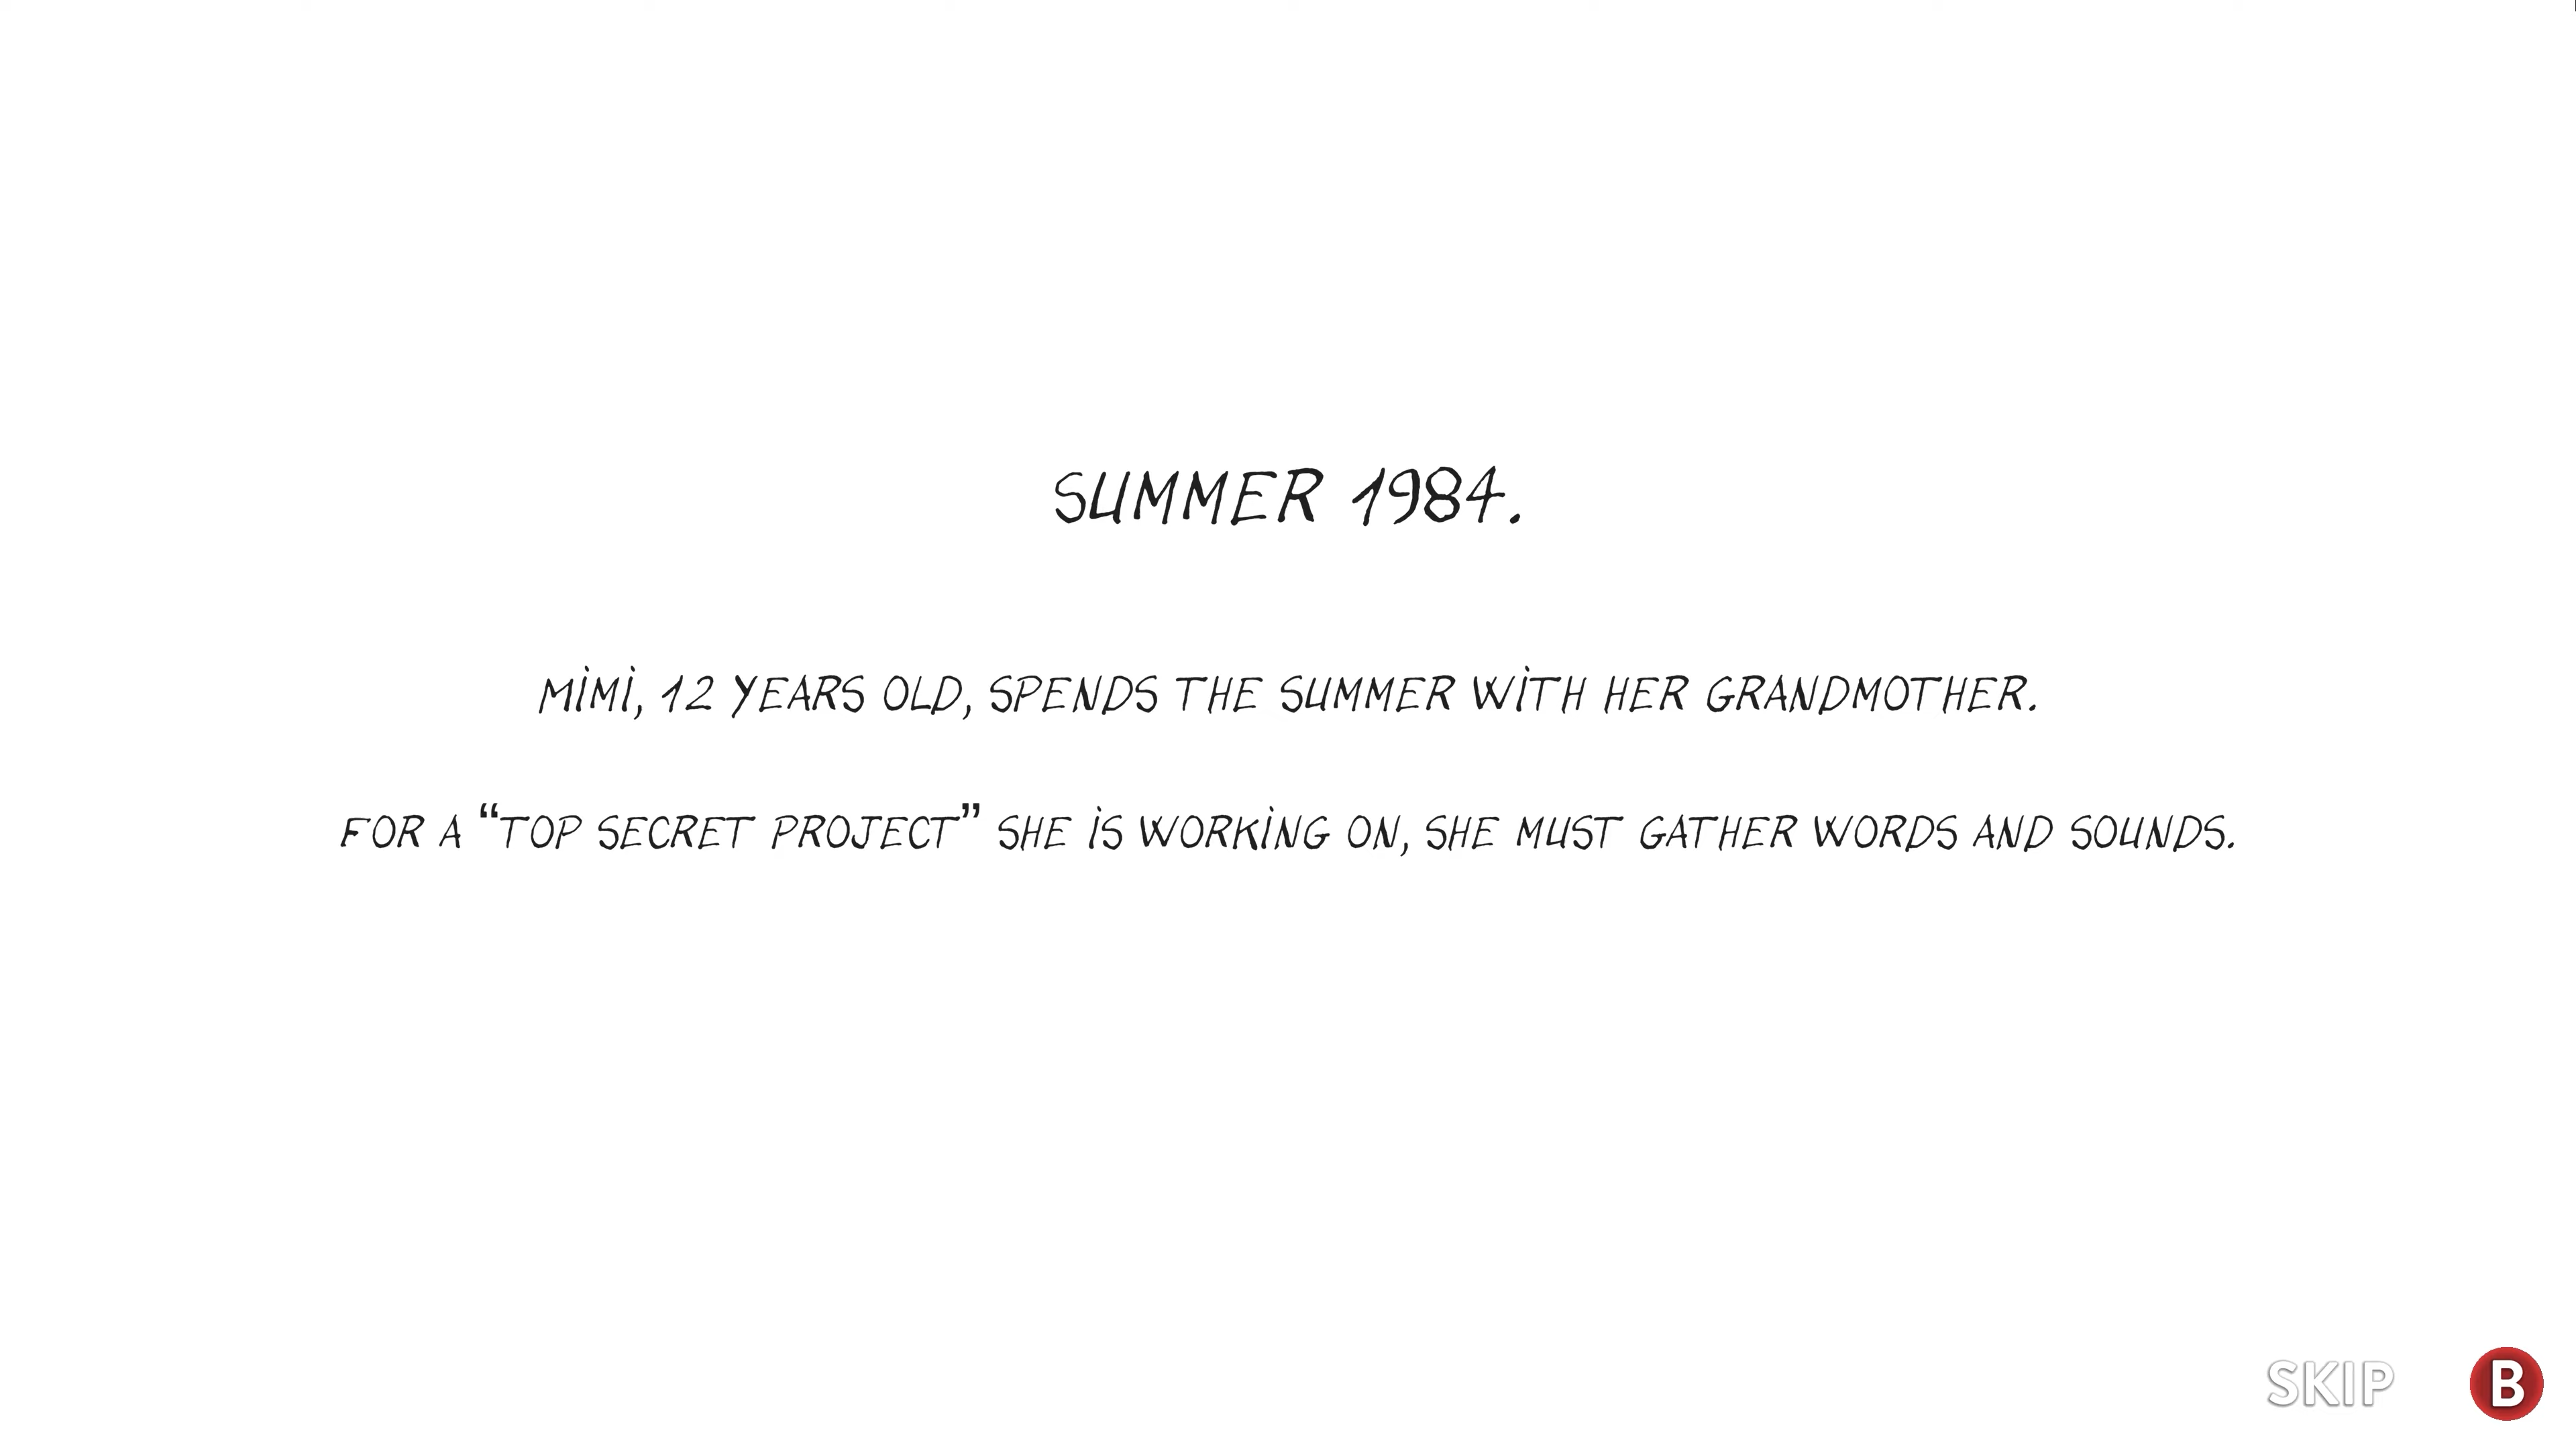 SUMMER 1984.
MIMI, 12 YEARS OLD, SPENDS THE SUMMER WITH HER GRANDMOTHER.
FOR A “TOP SECRET PROJECT” SHE IS WORKING ON, SHE MUST GATHER WORDS AND SOUNDS.
SKIP B